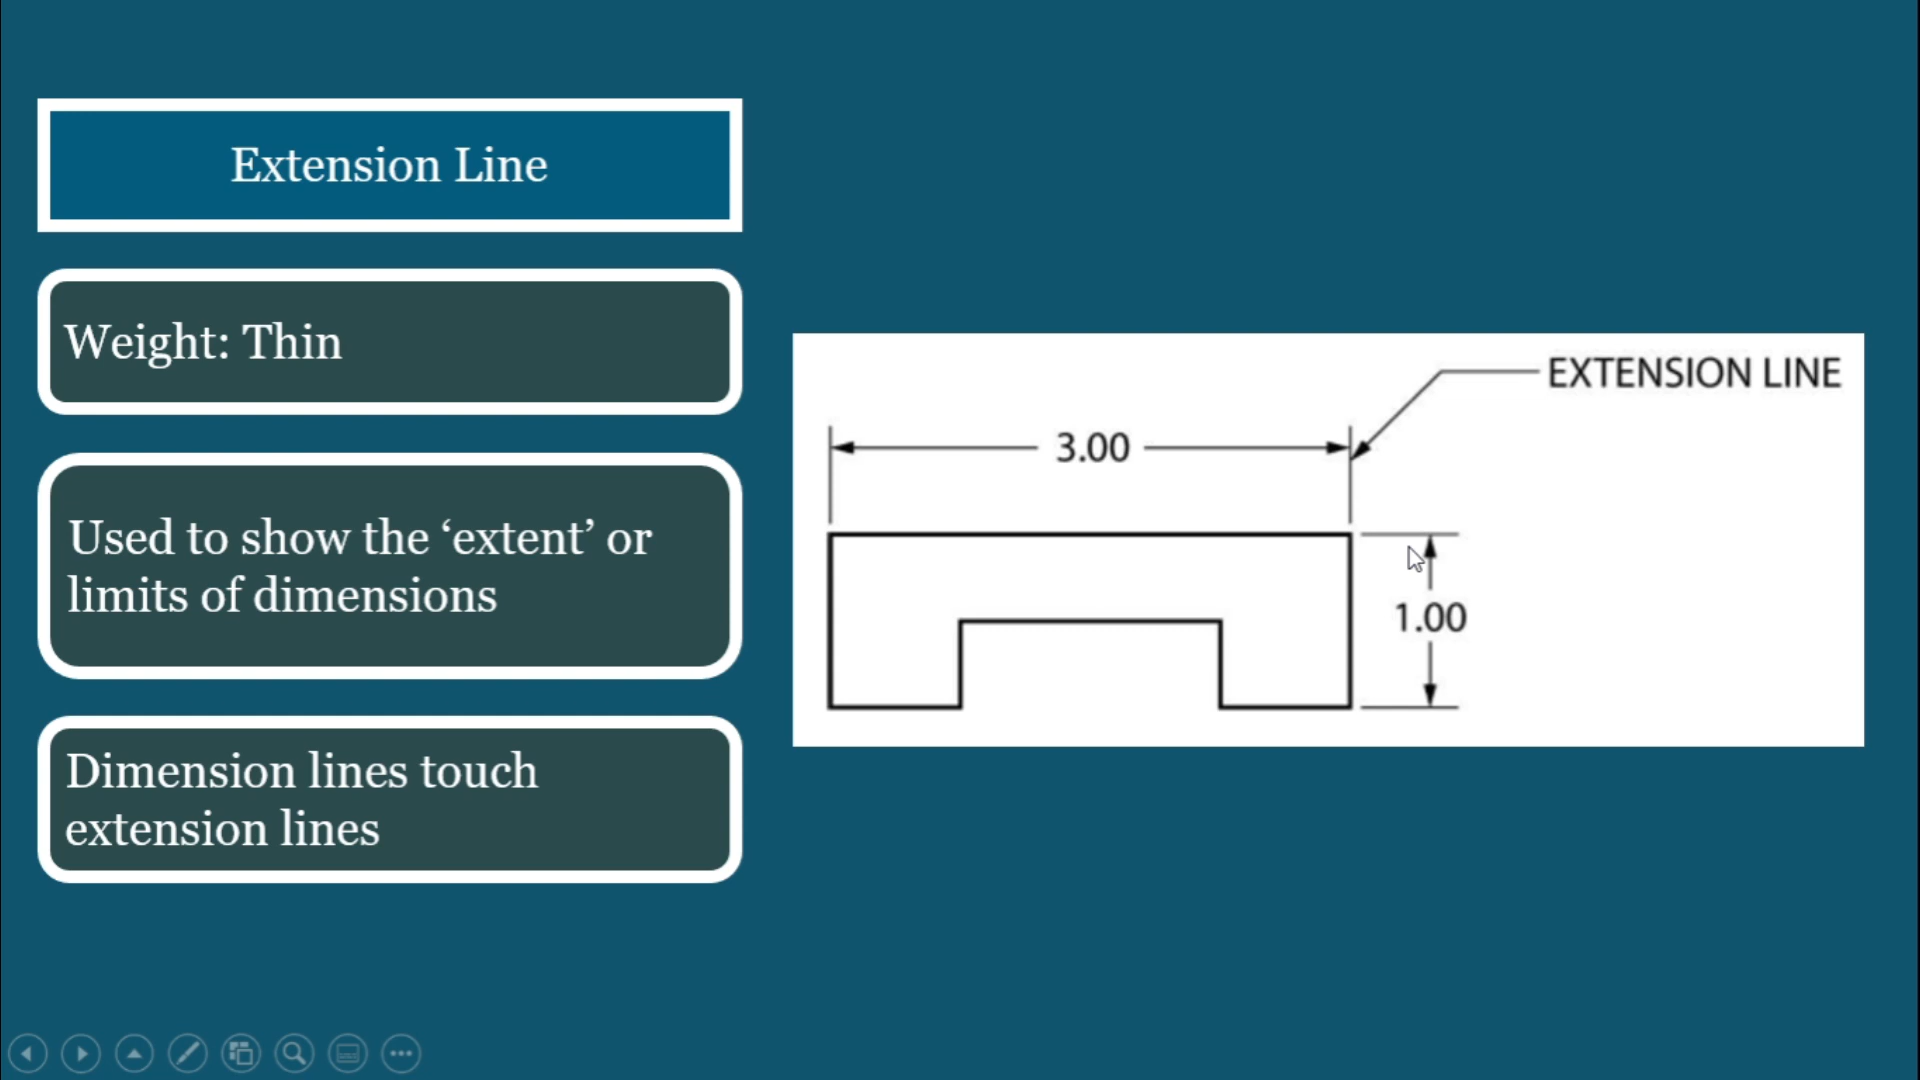 Extension Line
Weight: Thin
Used to show the ‘extent’ or
limits of dimensions
Dimension lines touch
extension lines
EXTENSION LINE
3.00
1.00